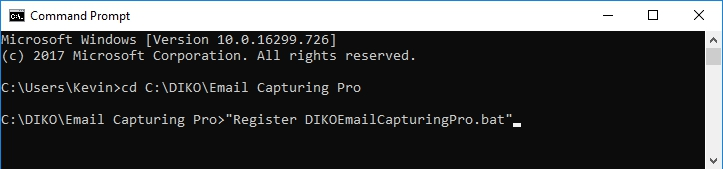 Command Prompt
Microsoft Windows [Version 10.0.16299.726]
(c) 2017 Microsoft Corporation. All rights reserved.
C:\Users\Kevin>cd C:\DIKO\Email Capturing Pro
C:\DIKO\Email Capturing Pro>"Register DIKOEmailCapturingPro.bat"